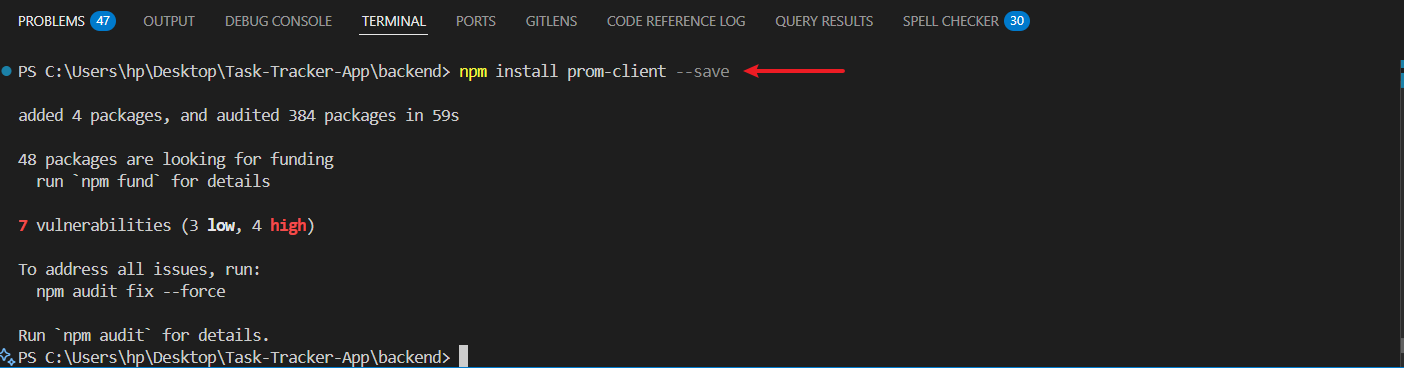 PROBLEMS 47 OUTPUT DEBUG CONSOLE TERMINAL PORTS GITLENS CODE REFERENCE LOG QUERY RESULTS SPELL CHECKER 30
PS C:\Users\hp\Desktop\Task-Tracker-App\backend> npm install prom-client --save
added 4 packages, and audited 384 packages in 59s
48 packages are looking for funding
  run `npm fund` for details
7 vulnerabilities (3 low, 4 high)
To address all issues, run:
  npm audit fix --force
Run `npm audit` for details.
PS C:\Users\hp\Desktop\Task-Tracker-App\backend>